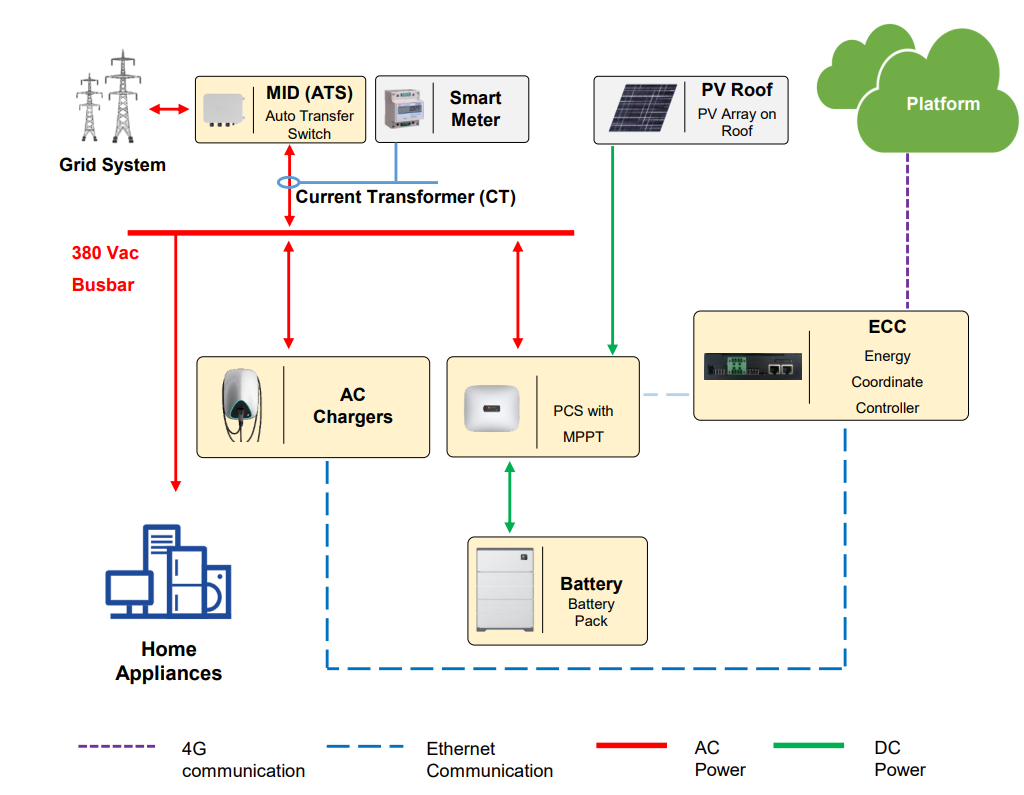 MID (ATS)
Auto Transfer
Switch
Smart
Meter
PV Roof
PV Array on
Roof
Platform
Grid System
Current Transformer (CT)
380 Vac
Busbar
AC
Chargers
PCS with
MPPT
ECC
Energy
Coordinate
Controller
Battery
Battery
Pack
Home
Appliances
4G
communication
Ethernet
Communication
AC
Power
DC
Power